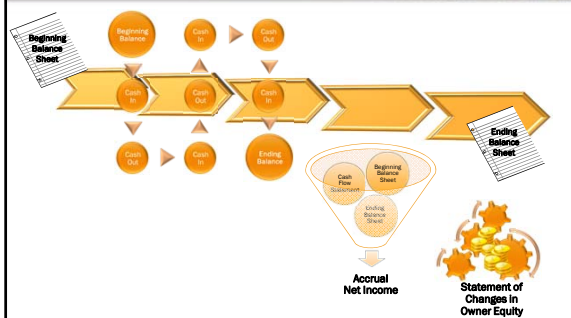 Beginning
Balance
Sheet
Beginning
Balance
Cash
In
Cash
Out
Cash
In
Cash
Out
Cash
In
Cash
Out
Cash
In
Ending
Balance
Cash
Flow
Statement
Beginning
Balance
Sheet
Ending
Balance
Sheet
Accrual
Net Income
Ending
Balance
Sheet
Statement of
Changes in
Owner Equity